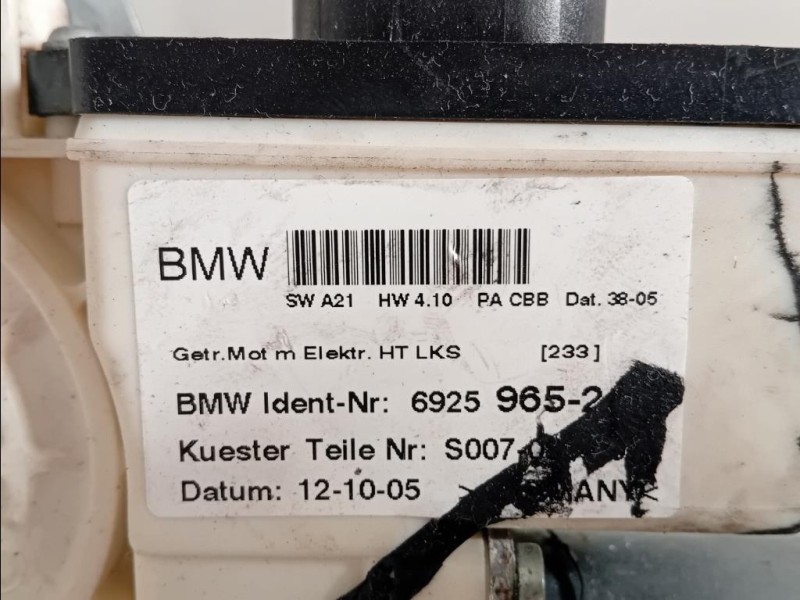 BMW
SW A21 HW 4.10 PA CBB Dat. 38-05
Getr.Mot m Elektr. HT LKS [233]
BMW Ident-Nr: 6925 965-2
Kuester Teile Nr: S007-
Datum: 12-10-05